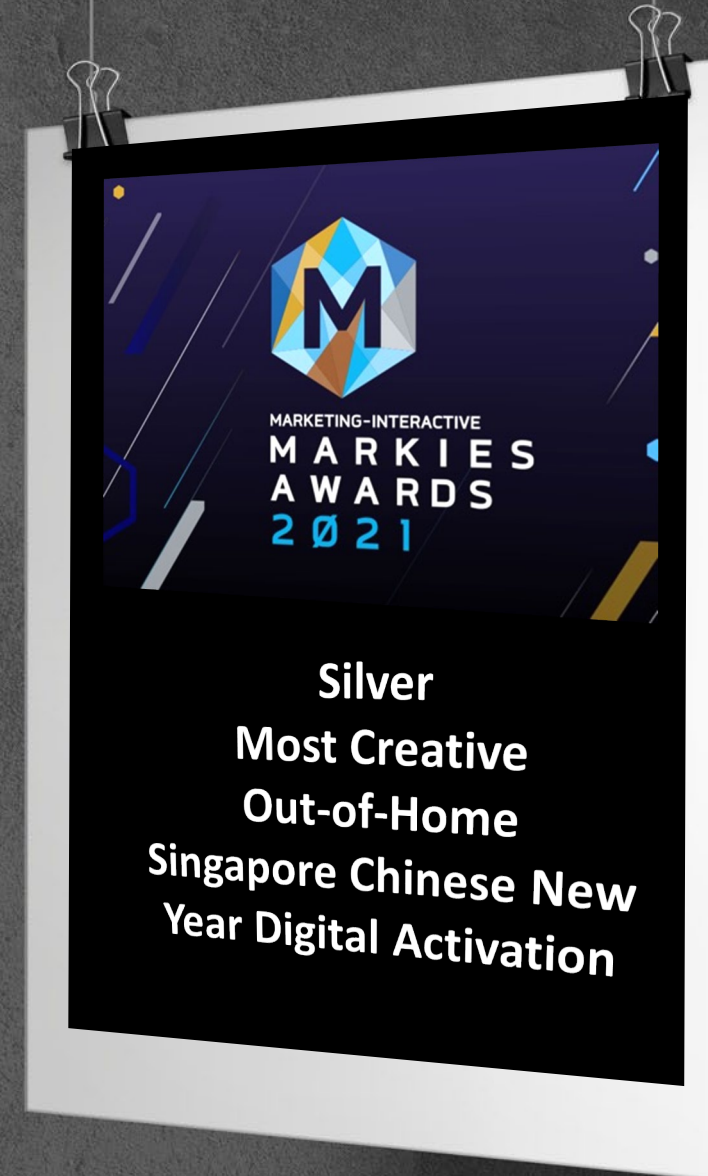 M
MARKETING-INTERACTIVE
MARKIES
AWARDS
2021
Silver
Most Creative
Out-of-Home
Singapore Chinese New
Year Digital Activation